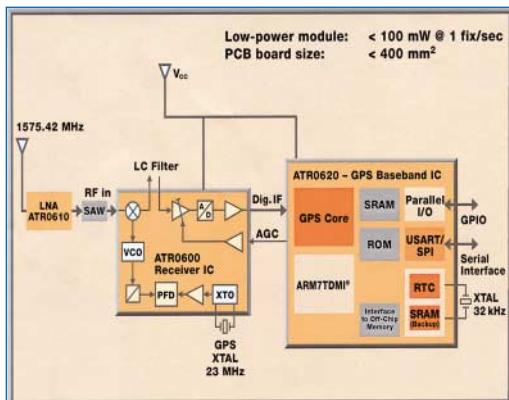 Low-power module: < 100 mW @ 1 fix/sec
PCB board size: < 400 mm²
Vcc
1575.42 MHz
LNA
ATR0610
RF in
SAW
LC Filter
A/D
VCO
PFD
XTO
ATR0600
Receiver IC
GPS
XTAL
23 MHz
Dig. IF
AGC
ATR0620 – GPS Baseband IC
GPS Core
SRAM
Parallel
I/O
ROM
USART/
SPI
ARM7TDMI®
RTC
Interface
to Off-Chip
Memory
SRAM
(Backup)
GPIO
Serial
Interface
XTAL
32 kHz